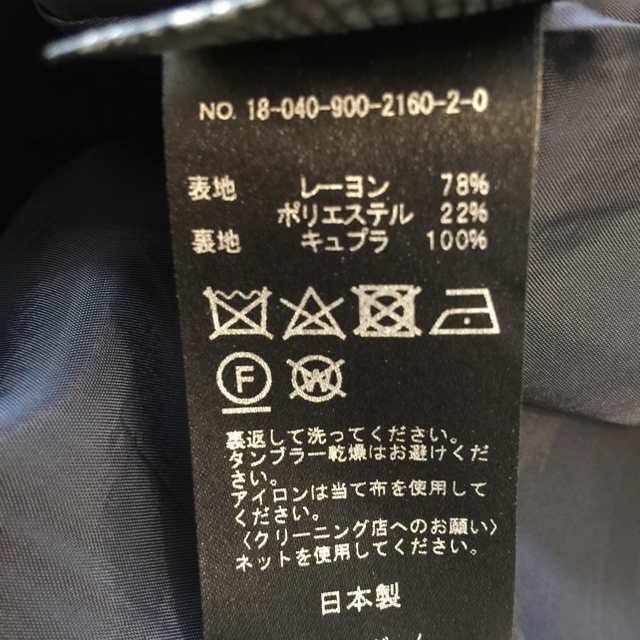 NO. 18-040-900-2160-2-0
表地 レーヨン 78%
ポリエステル 22%
裏地 キュプラ 100%
F
W
裏返して洗ってください。
タンブラー乾燥はお避けくだ
さい。
アイロンは当て布を使用して
ください。
〈クリーニング店へのお願い〉
ネットを使用してください。
日本製